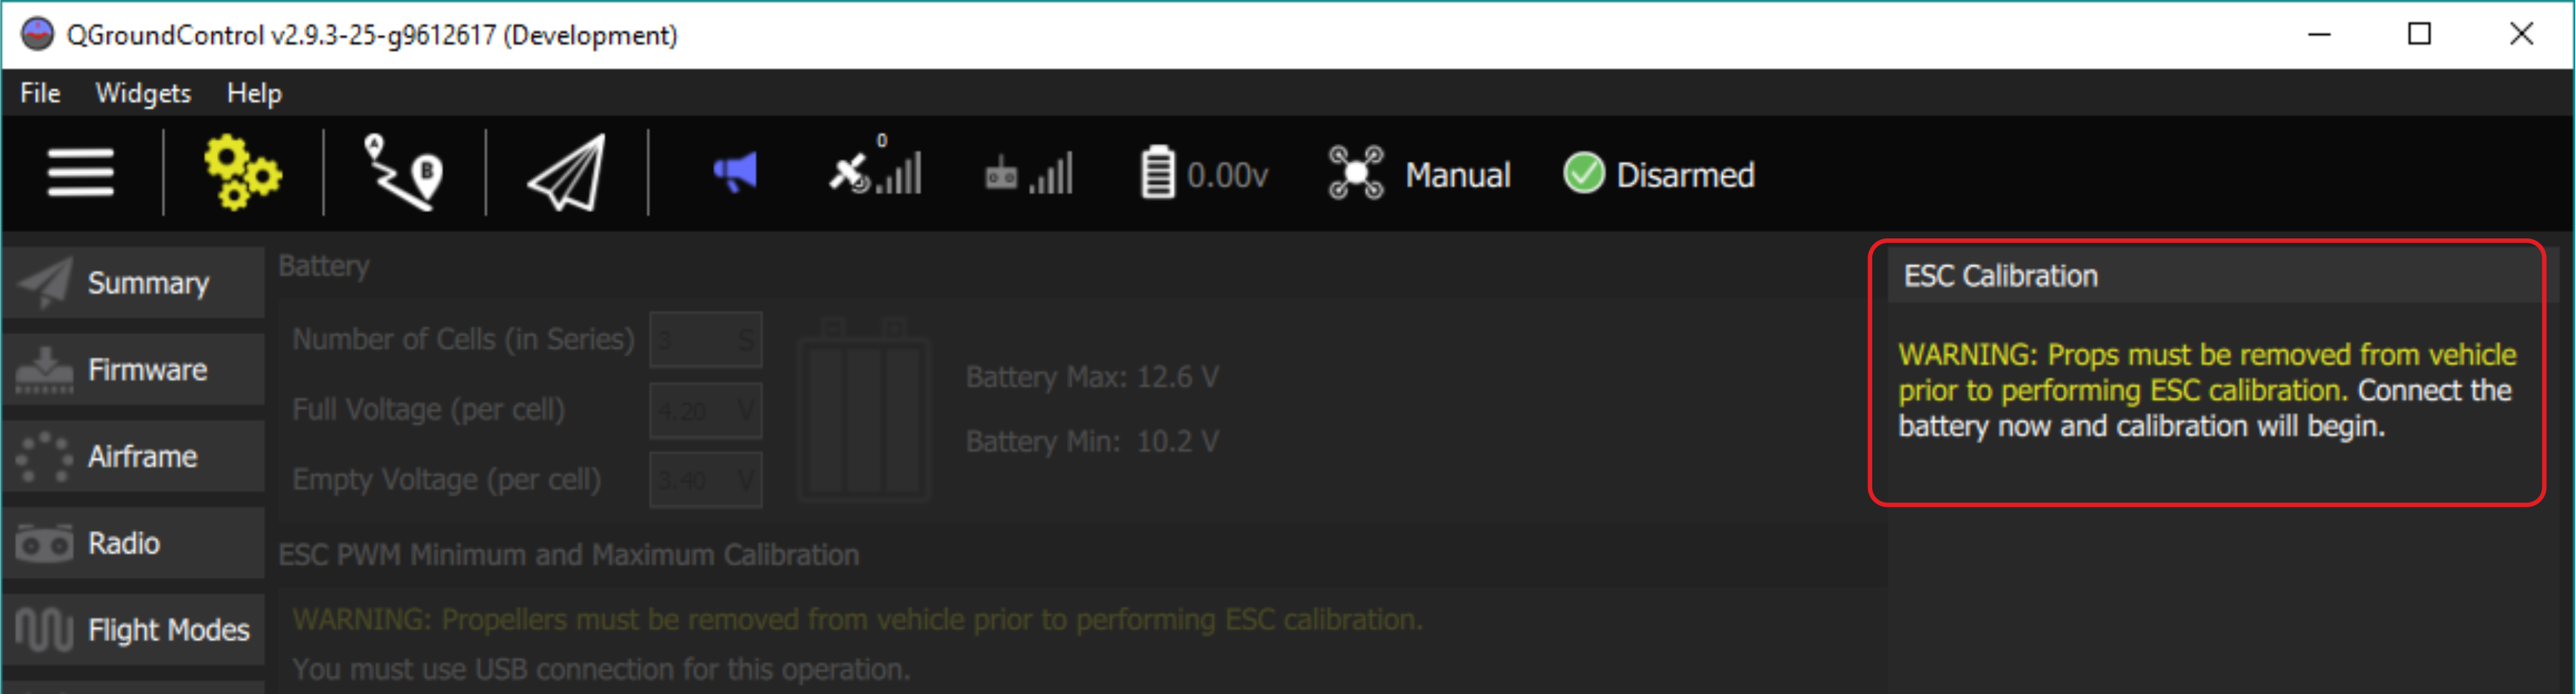 QGroundControl v2.9.3-25-g9612617 (Development)
File Widgets Help
A
B
0
0.00v
Manual
Disarmed
Summary
Firmware
Airframe
Radio
Flight Modes
Battery
Number of Cells (in Series) 3 S
Full Voltage (per cell) 4.20 V
Empty Voltage (per cell) 3.40 V
Battery Max: 12.6 V
Battery Min: 10.2 V
ESC PWM Minimum and Maximum Calibration
WARNING: Propellers must be removed from vehicle prior to performing ESC calibration.
You must use USB connection for this operation.
ESC Calibration
WARNING: Props must be removed from vehicle
prior to performing ESC calibration. Connect the
battery now and calibration will begin.